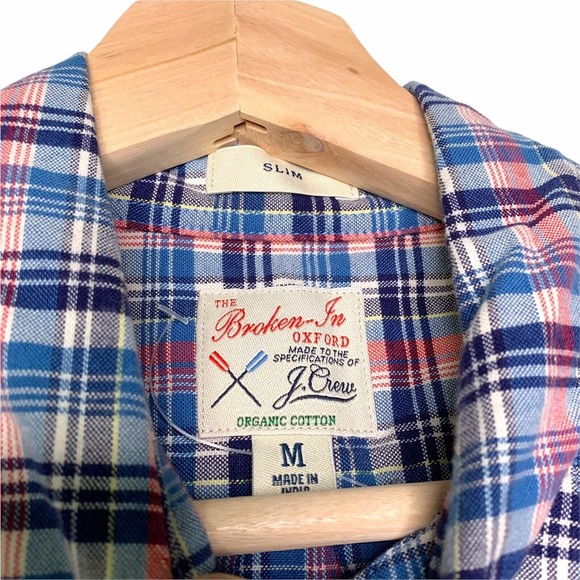 SLIM
THE
Broken-In
OXFORD
MADE TO THE
SPECIFICATIONS OF
J.Crew
ORGANIC COTTON
M
MADE IN
INDIA